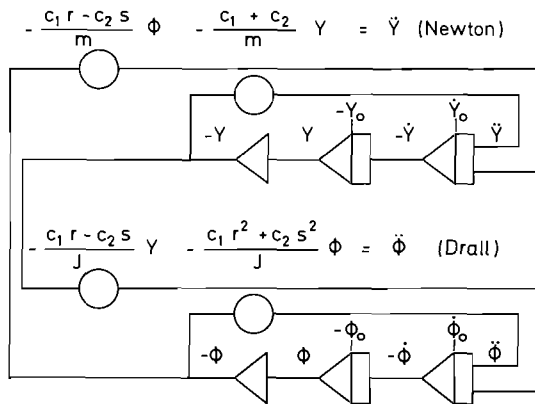 - (c₁ r - c₂ s)/m Φ - (c₁ + c₂)/m Y = Ÿ (Newton)
-Y₀ Ẏ₀
-Y Y -Ẏ Ÿ
- (c₁ r - c₂ s)/J Y - (c₁ r² + c₂ s²)/J Φ = Φ̈ (Drall)
-Φ₀ Φ̇₀
-Φ Φ -Φ̇ Φ̈